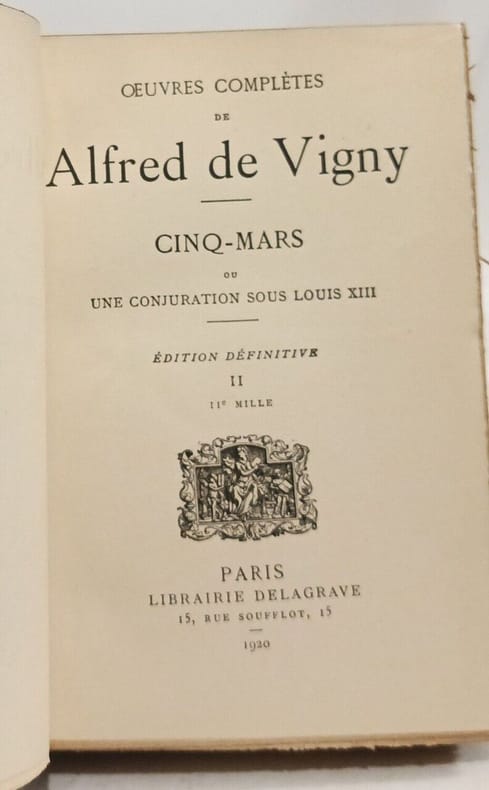 ŒUVRES COMPLÈTES
DE
Alfred de Vigny
CINQ-MARS
OU
UNE CONJURATION SOUS LOUIS XIII
ÉDITION DÉFINITIVE
II
11e MILLE
PARIS
LIBRAIRIE DELAGRAVE
15, RUE SOUFFLOT, 15
1920